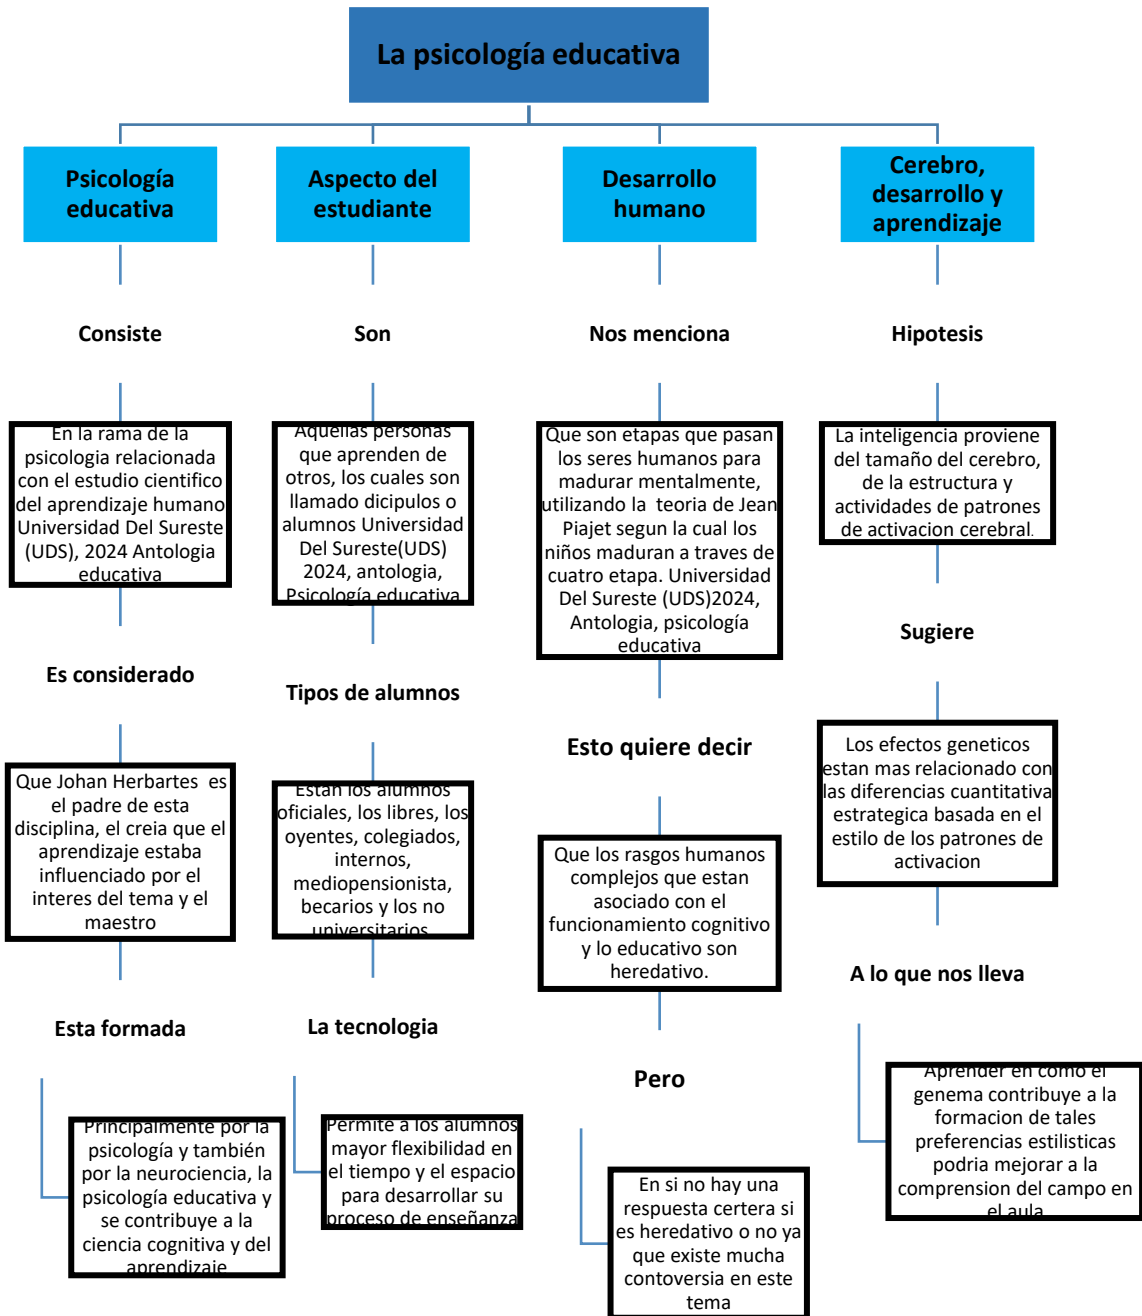 La psicología educativa
Psicología
educativa
Consiste
En la rama de la
psicologia relacionada
con el estudio cientifico
del aprendizaje humano
Universidad Del Sureste
(UDS), 2024 Antologia
educativa
Es considerado
Que Johan Herbartes es
el padre de esta
disciplina, el creia que el
aprendizaje estaba
influenciado por el
interes del tema y el
maestro
Esta formada
Principalmente por la
psicología y también
por la neurociencia, la
psicología educativa y
se contribuye a la
ciencia cognitiva y del
aprendizaje
Aspecto del
estudiante
Son
Aquellas personas
que aprenden de
otros, los cuales son
llamado dicipulos o
alumnos Universidad
Del Sureste(UDS)
2024, antologia,
Psicología educativa
Tipos de alumnos
Estan los alumnos
oficiales, los libres, los
oyentes, colegiados,
internos,
mediopensionista,
becarios y los no
universitarios
La tecnologia
Permite a los alumnos
mayor flexibilidad en
el tiempo y el espacio
para desarrollar su
proceso de enseñanza
Desarrollo
humano
Nos menciona
Que son etapas que pasan
los seres humanos para
madurar mentalmente,
utilizando la teoria de Jean
Piajet segun la cual los
niños maduran a traves de
cuatro etapa. Universidad
Del Sureste (UDS)2024,
Antologia, psicología
educativa
Esto quiere decir
Que los rasgos humanos
complejos que estan
asociado con el
funcionamiento cognitivo
y lo educativo son
heredativo.
Pero
En si no hay una
respuesta certera si
es heredativo o no ya
que existe mucha
contoversia en este
tema
Cerebro,
desarrollo y
aprendizaje
Hipotesis
La inteligencia proviene
del tamaño del cerebro,
de la estructura y
actividades de patrones
de activacion cerebral.
Sugiere
Los efectos geneticos
estan mas relacionado con
las diferencias cuantitativa
estrategica basada en el
estilo de los patrones de
activacion
A lo que nos lleva
Aprender en como el
genema contribuye a la
formacion de tales
preferencias estilisticas
podria mejorar a la
comprension del campo en
el aula